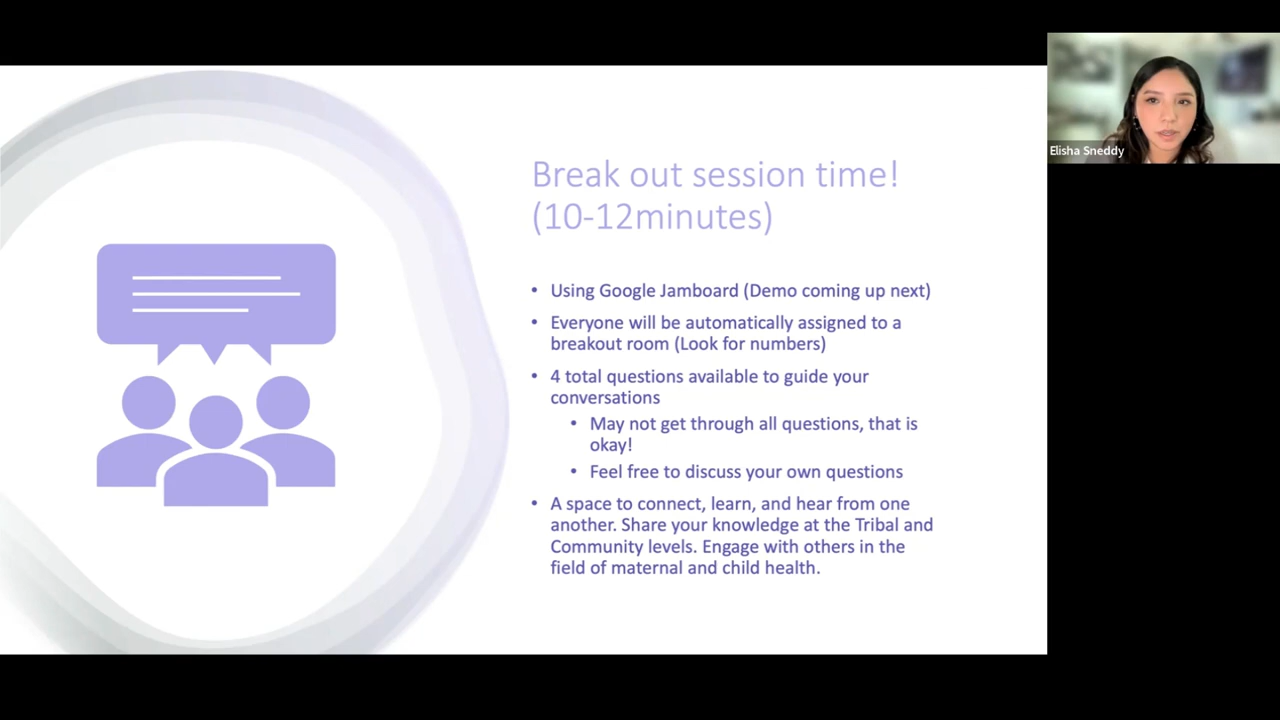 Break out session time!
(10-12minutes)
• Using Google Jamboard (Demo coming up next)
• Everyone will be automatically assigned to a
breakout room (Look for numbers)
• 4 total questions available to guide your
conversations
• May not get through all questions, that is
okay!
• Feel free to discuss your own questions
• A space to connect, learn, and hear from one
another. Share your knowledge at the Tribal and
Community levels. Engage with others in the
field of maternal and child health.
Elisha Sneddy